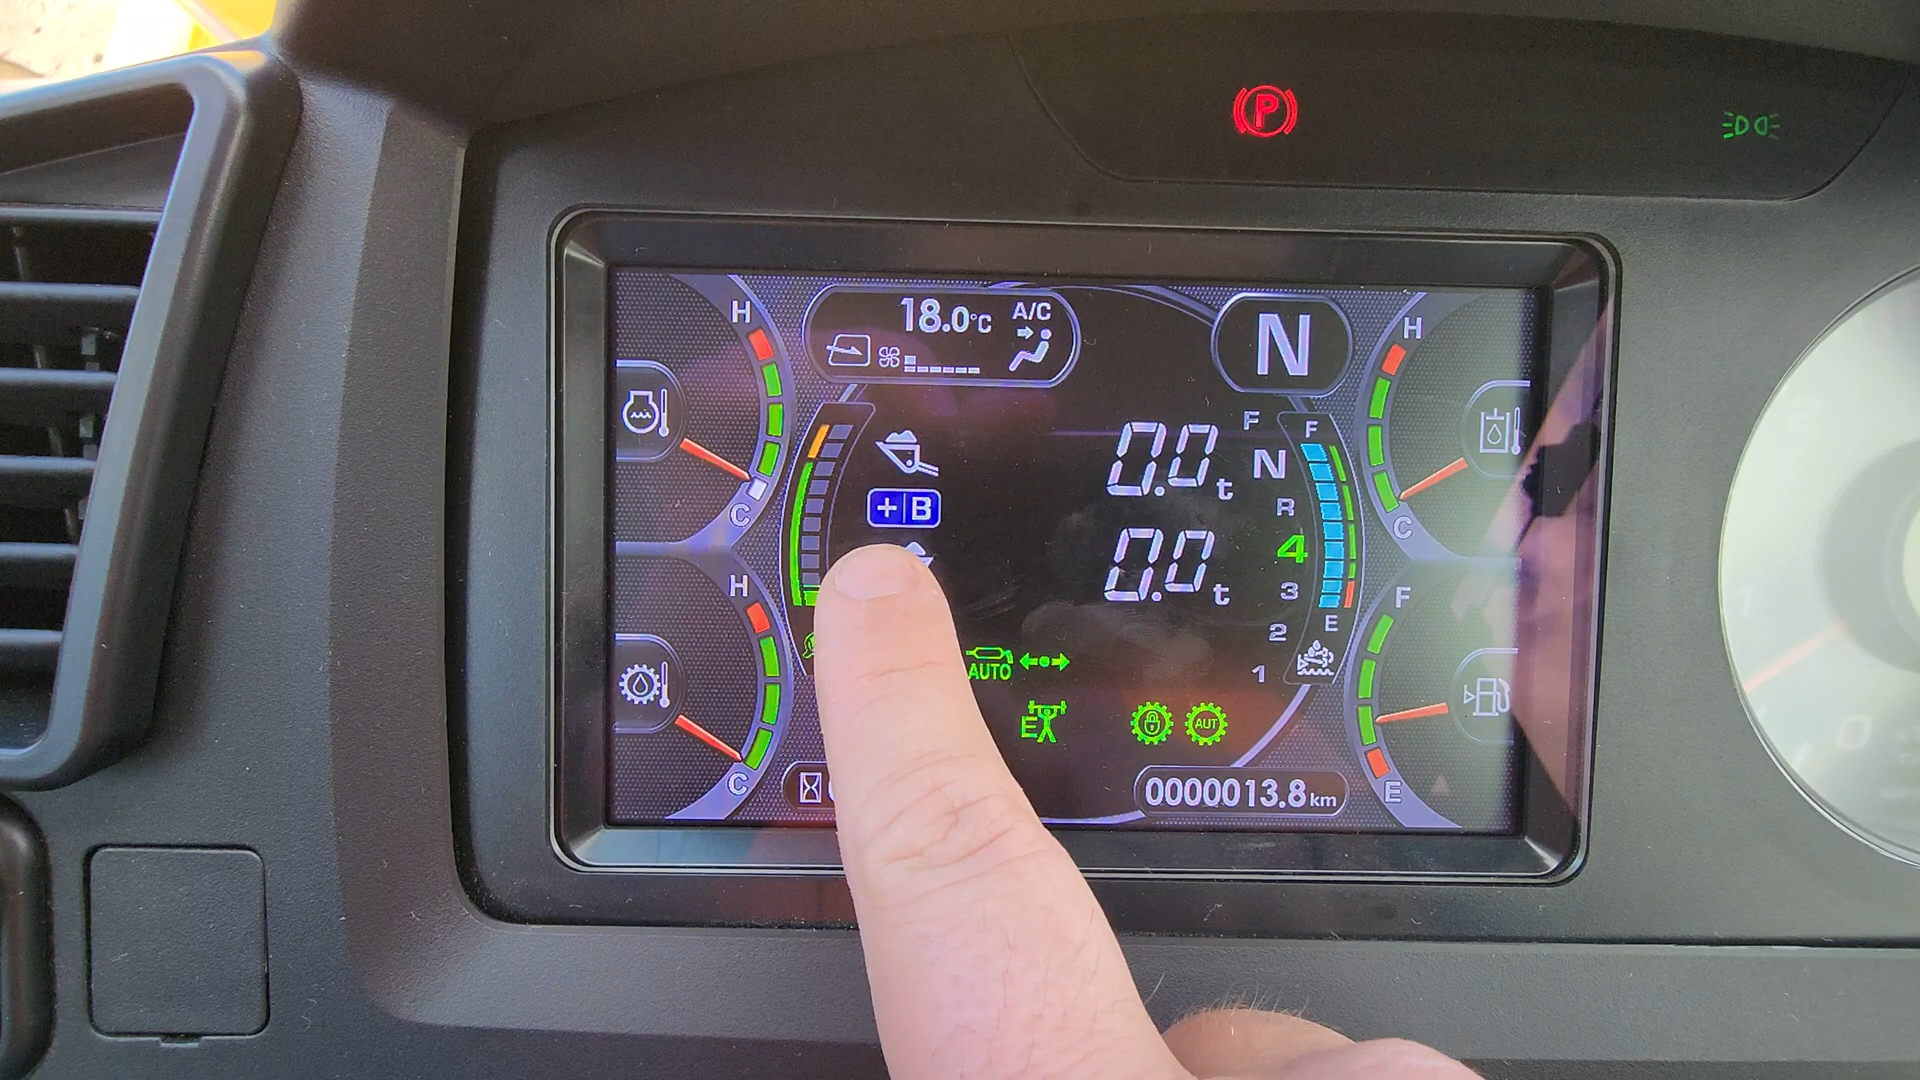 P
18.0°C A/C
N
H
H
F
F
0.0t
N
+ B
R
C
C
4
0.0t
3
H
F
E
2
AUTO
1
E
AUT
C
0000013.8km
E